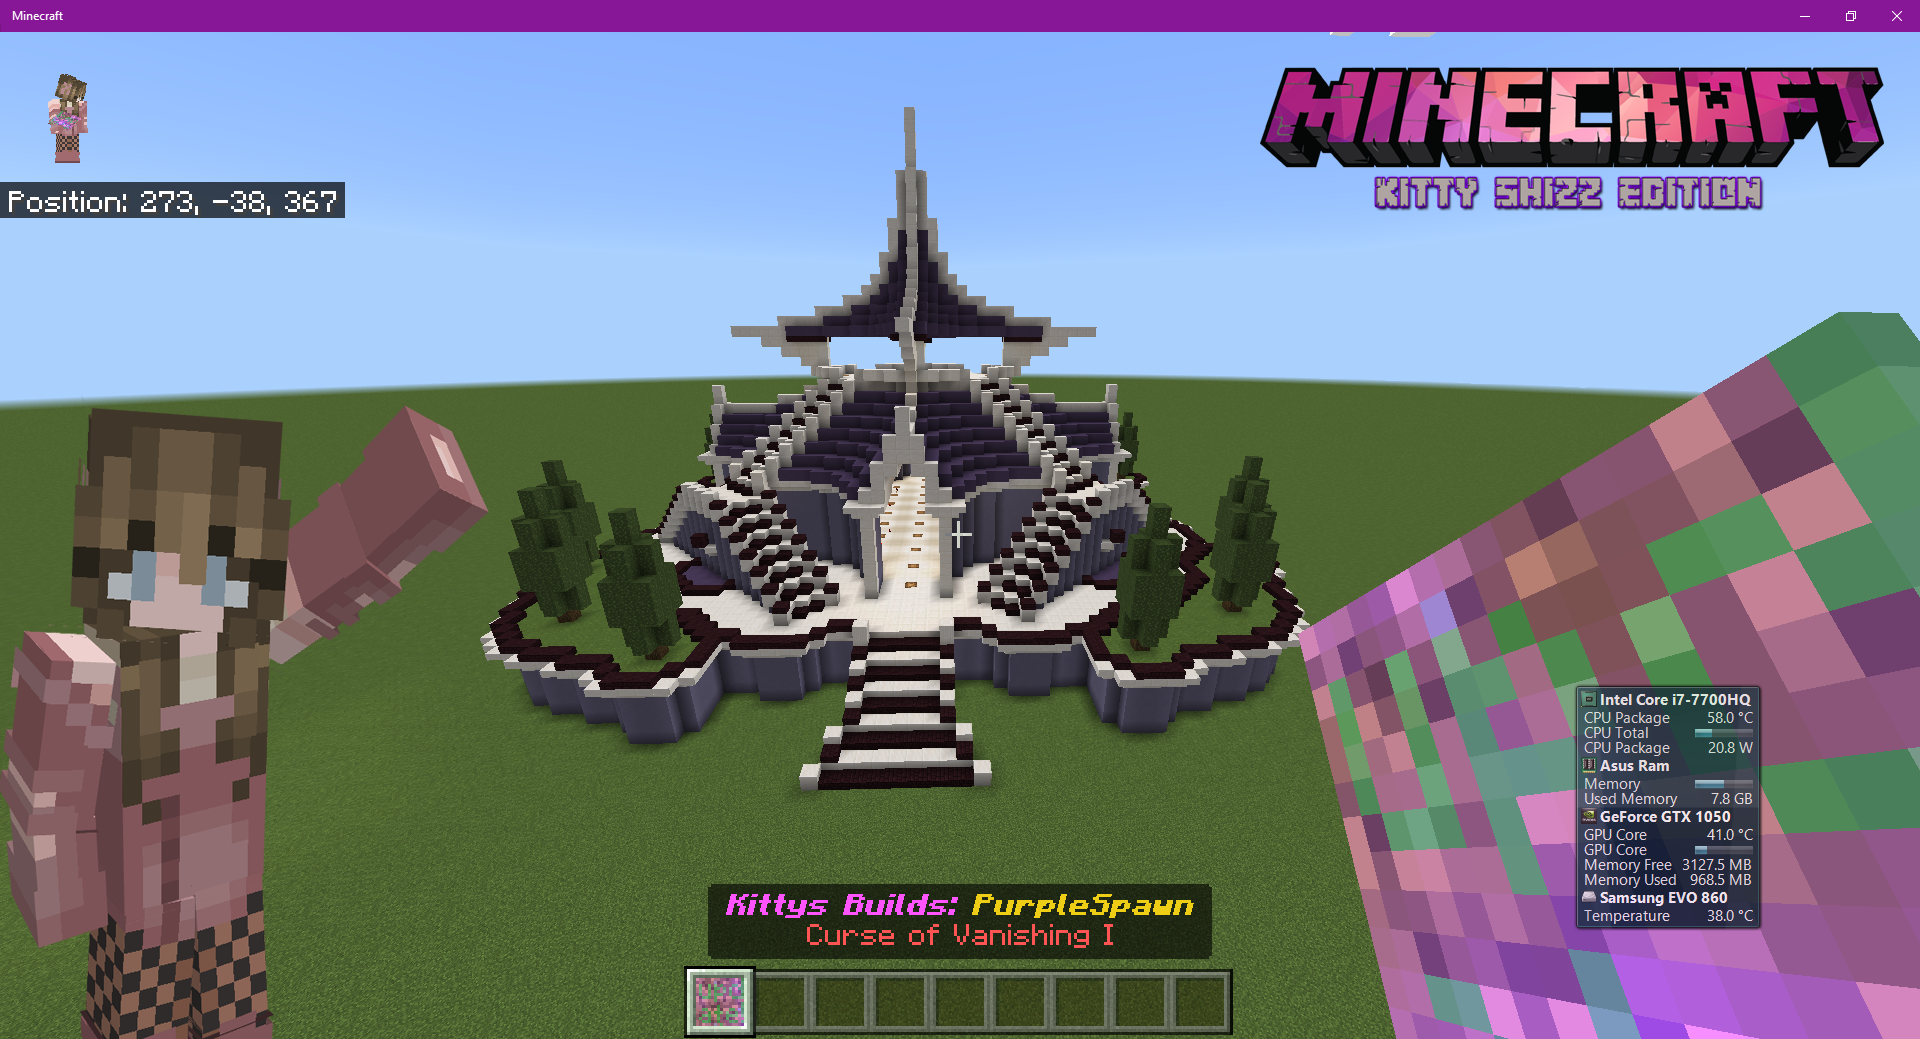 Minecraft
MINECRAFT
KITTY SHIZZ EDITION
Position: 273, -38, 367
Intel Core i7-7700HQ
CPU Package 58.0 °C
CPU Total
CPU Package 20.8 W
Asus Ram
Memory
Used Memory 7.8 GB
GeForce GTX 1050
GPU Core 41.0 °C
GPU Core
Memory Free 3127.5 MB
Memory Used 968.5 MB
Samsung EVO 860
Temperature 38.0 °C
Kittys Builds: PurpleSpawn
Curse of Vanishing I